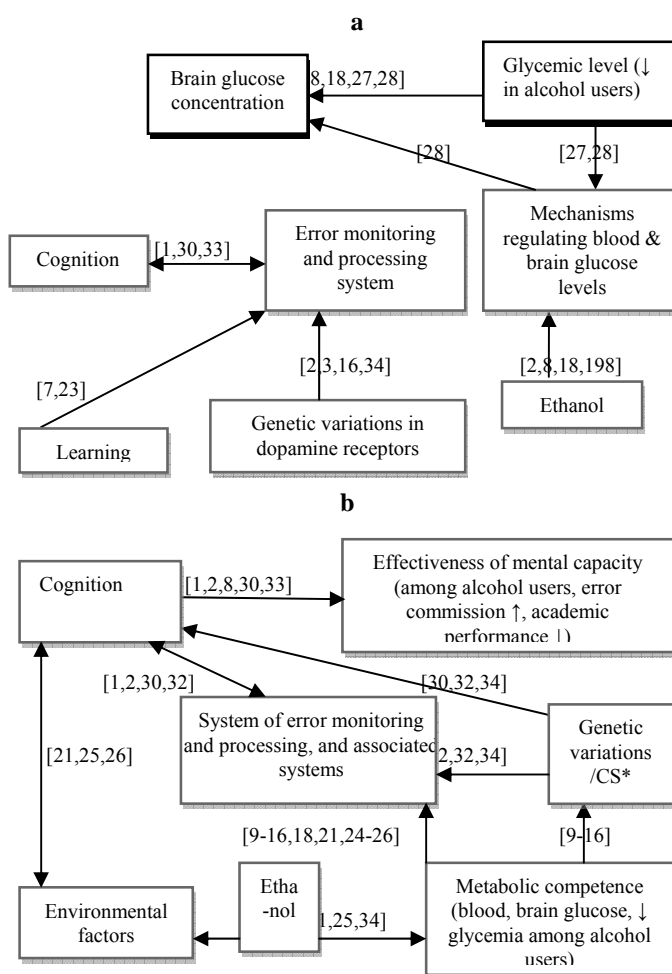 a
Brain glucose
concentration
8,18,27,28]
Glycemic level (↓
in alcohol users)
[28]
[27,28]
Mechanisms
regulating blood &
brain glucose
levels
Cognition
[1,30,33]
Error monitoring
and processing
system
[7,23]
[2,3,16,34]
[2,8,18,198]
Learning
Genetic variations in
dopamine receptors
Ethanol
b
Cognition
[1,2,8,30,33]
Effectiveness of mental capacity
(among alcohol users, error
commission ↑, academic
performance ↓)
[1,2,30,32]
[30,32,34]
System of error monitoring
and processing, and associated
systems
2,32,34]
Genetic
variations
/CS*
[21,25,26]
[9-16,18,21,24-26]
[9-16]
Environmental
factors
Etha
-nol
1,25,34]
Metabolic competence
(blood, brain glucose, ↓
glycemia among alcohol
users)